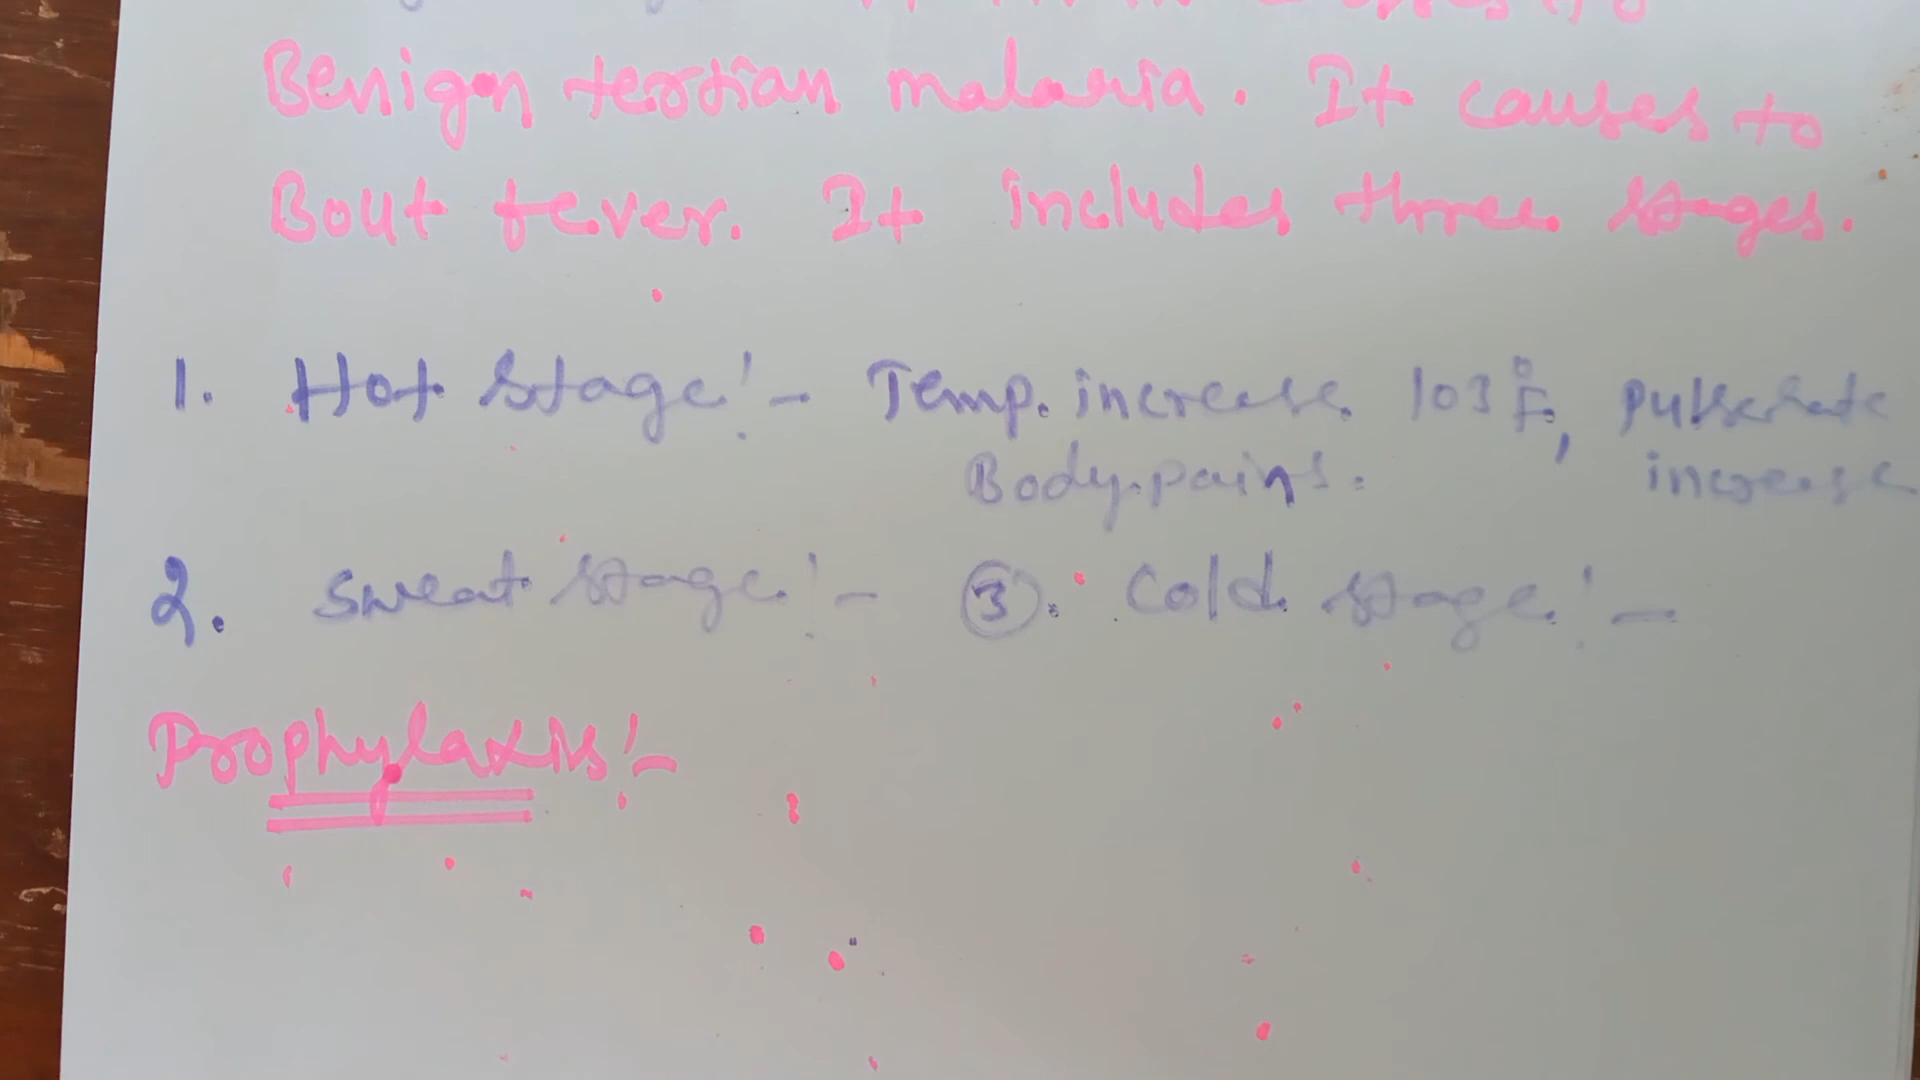 Benign tertian malaria. It causes to
Bout fever. It includes three stages.
1. Hot stage:- Temp. increase 103°F, Pulse rate
Body pains. increase
2. Sweat stage:- ③. Cold stage:-
Prophylaxis:-